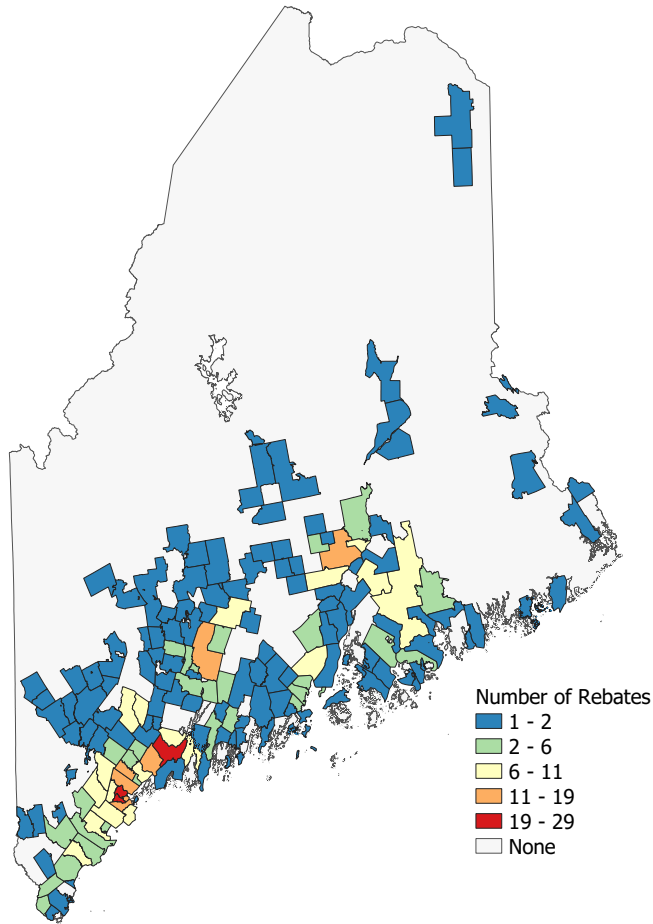 Number of Rebates
1 - 2
2 - 6
6 - 11
11 - 19
19 - 29
None